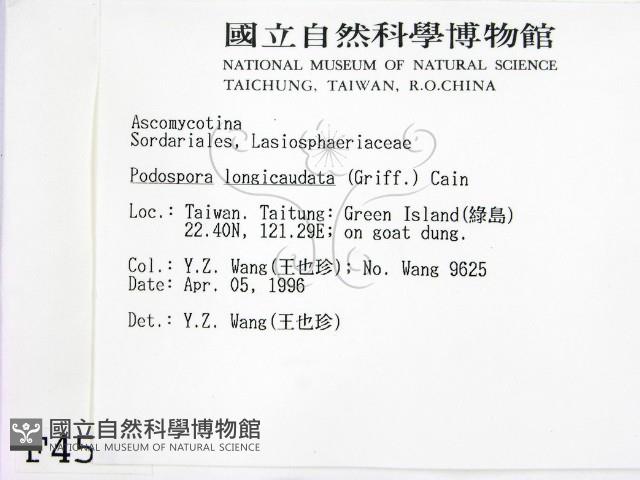 國立自然科學博物館
NATIONAL MUSEUM OF NATURAL SCIENCE
TAICHUNG, TAIWAN, R.O.CHINA
Ascomycotina
Sordariales, Lasiosphaeriaceae
Podospora longicaudata (Griff.) Cain
Loc.: Taiwan. Taitung: Green Island(綠島)
22.40N, 121.29E; on goat dung.
Col.: Y.Z. Wang(王也珍); No. Wang 9625
Date: Apr. 05, 1996
Det.: Y.Z. Wang(王也珍)
國立自然科學博物館
NATIONAL MUSEUM OF NATURAL SCIENCE
F45